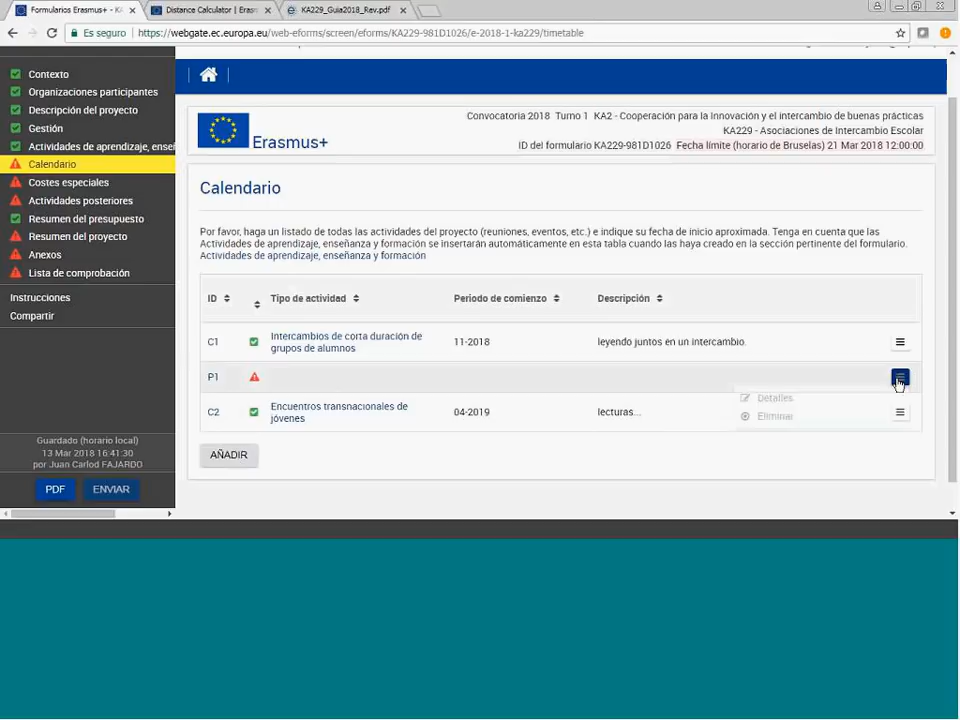 Formularios Erasmus+ - KA
Distance Calculator | Erasm
KA229_Guia2018_Rev.pdf
Es seguro
https://webgate.ec.europa.eu/web-eforms/screen/eforms/KA229-981D1026/e-2018-1-ka229/timetable
Contexto
Organizaciones participantes
Descripción del proyecto
Gestión
Actividades de aprendizaje, enseñ
Calendario
Costes especiales
Actividades posteriores
Resumen del presupuesto
Resumen del proyecto
Anexos
Lista de comprobación
Instrucciones
Compartir
Guardado (horario local)
13 Mar 2018 16:41:30
por Juan Carlod FAJARDO
PDF
ENVIAR
Erasmus+
Convocatoria 2018 Turno 1 KA2 - Cooperación para la Innovación y el intercambio de buenas prácticas
KA229 - Asociaciones de Intercambio Escolar
ID del formulario KA229-981D1026 Fecha límite (horario de Bruselas) 21 Mar 2018 12:00:00
Calendario
Por favor, haga un listado de todas las actividades del proyecto (reuniones, eventos, etc.) e indique su fecha de inicio aproximada. Tenga en cuenta que las
Actividades de aprendizaje, enseñanza y formación se insertarán automáticamente en esta tabla cuando las haya creado en la sección pertinente del formulario.
Actividades de aprendizaje, enseñanza y formación
ID
Tipo de actividad
Periodo de comienzo
Descripción
C1
Intercambios de corta duración de
grupos de alumnos
11-2018
leyendo juntos en un intercambio.
P1
Detalles
Eliminar
C2
Encuentros transnacionales de
jóvenes
04-2019
lecturas...
AÑADIR